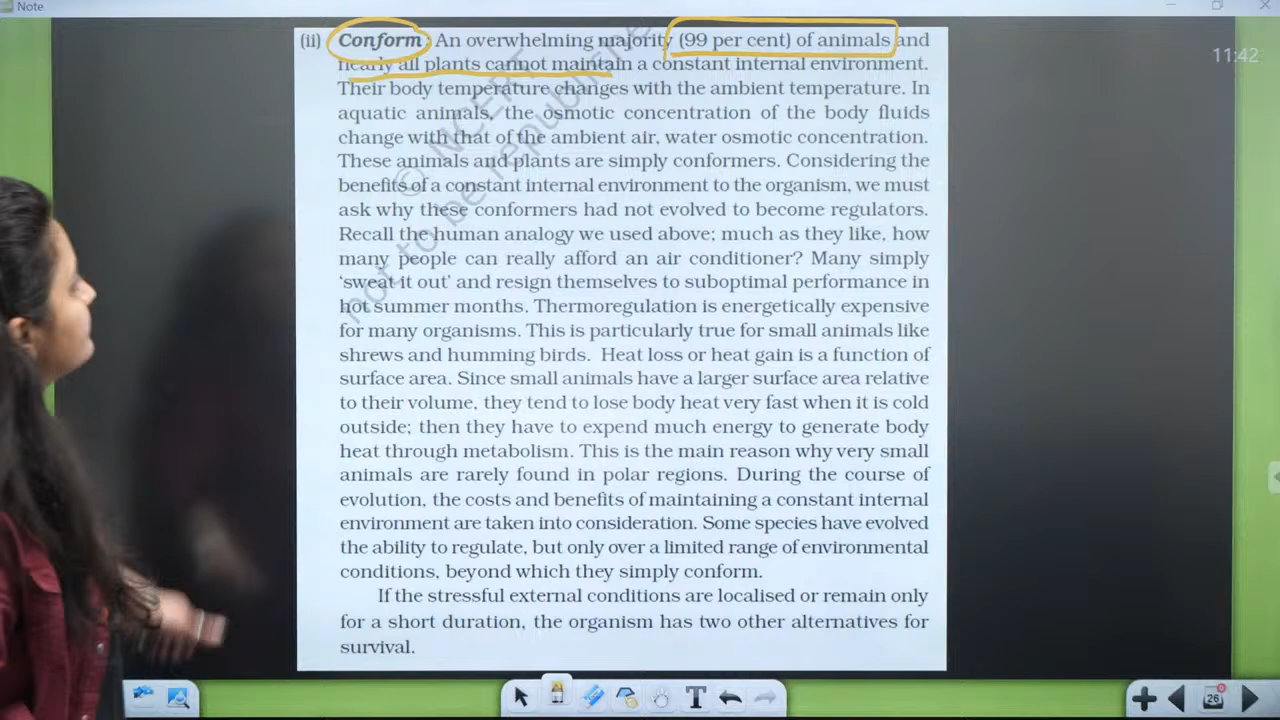 Note
11:42
(ii) Conform: An overwhelming majority (99 per cent) of animals and
nearly all plants cannot maintain a constant internal environment.
Their body temperature changes with the ambient temperature. In
aquatic animals, the osmotic concentration of the body fluids
change with that of the ambient air, water osmotic concentration.
These animals and plants are simply conformers. Considering the
benefits of a constant internal environment to the organism, we must
ask why these conformers had not evolved to become regulators.
Recall the human analogy we used above; much as they like, how
many people can really afford an air conditioner? Many simply
‘sweat it out’ and resign themselves to suboptimal performance in
hot summer months. Thermoregulation is energetically expensive
for many organisms. This is particularly true for small animals like
shrews and humming birds. Heat loss or heat gain is a function of
surface area. Since small animals have a larger surface area relative
to their volume, they tend to lose body heat very fast when it is cold
outside; then they have to expend much energy to generate body
heat through metabolism. This is the main reason why very small
animals are rarely found in polar regions. During the course of
evolution, the costs and benefits of maintaining a constant internal
environment are taken into consideration. Some species have evolved
the ability to regulate, but only over a limited range of environmental
conditions, beyond which they simply conform.
If the stressful external conditions are localised or remain only
for a short duration, the organism has two other alternatives for
survival.
© NCERT
not to be republished
T
26